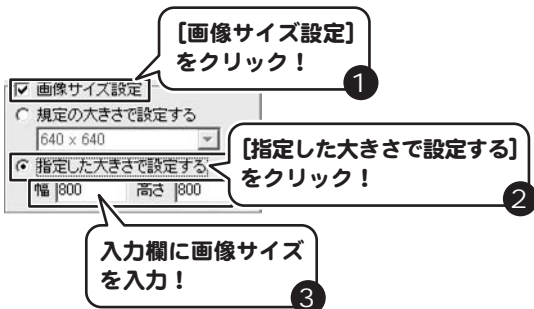 [画像サイズ設定]
をクリック！
1
画像サイズ設定
規定の大きさで設定する
640 x 640
指定した大きさで設定する
幅 800 高さ 800
[指定した大きさで設定する]
をクリック！
2
入力欄に画像サイズ
を入力！
3